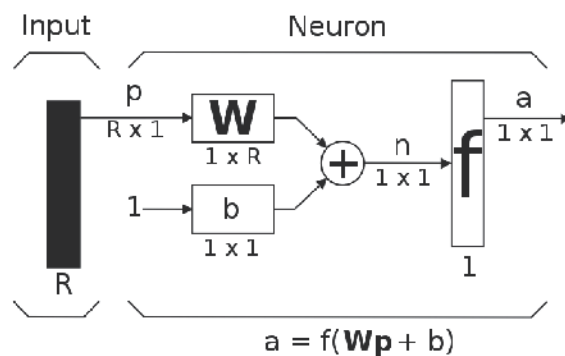 Input
Neuron
p
R x 1
W
1 x R
1
b
1 x 1
+
n
1 x 1
f
1
a
1 x 1
R
a = f(Wp + b)